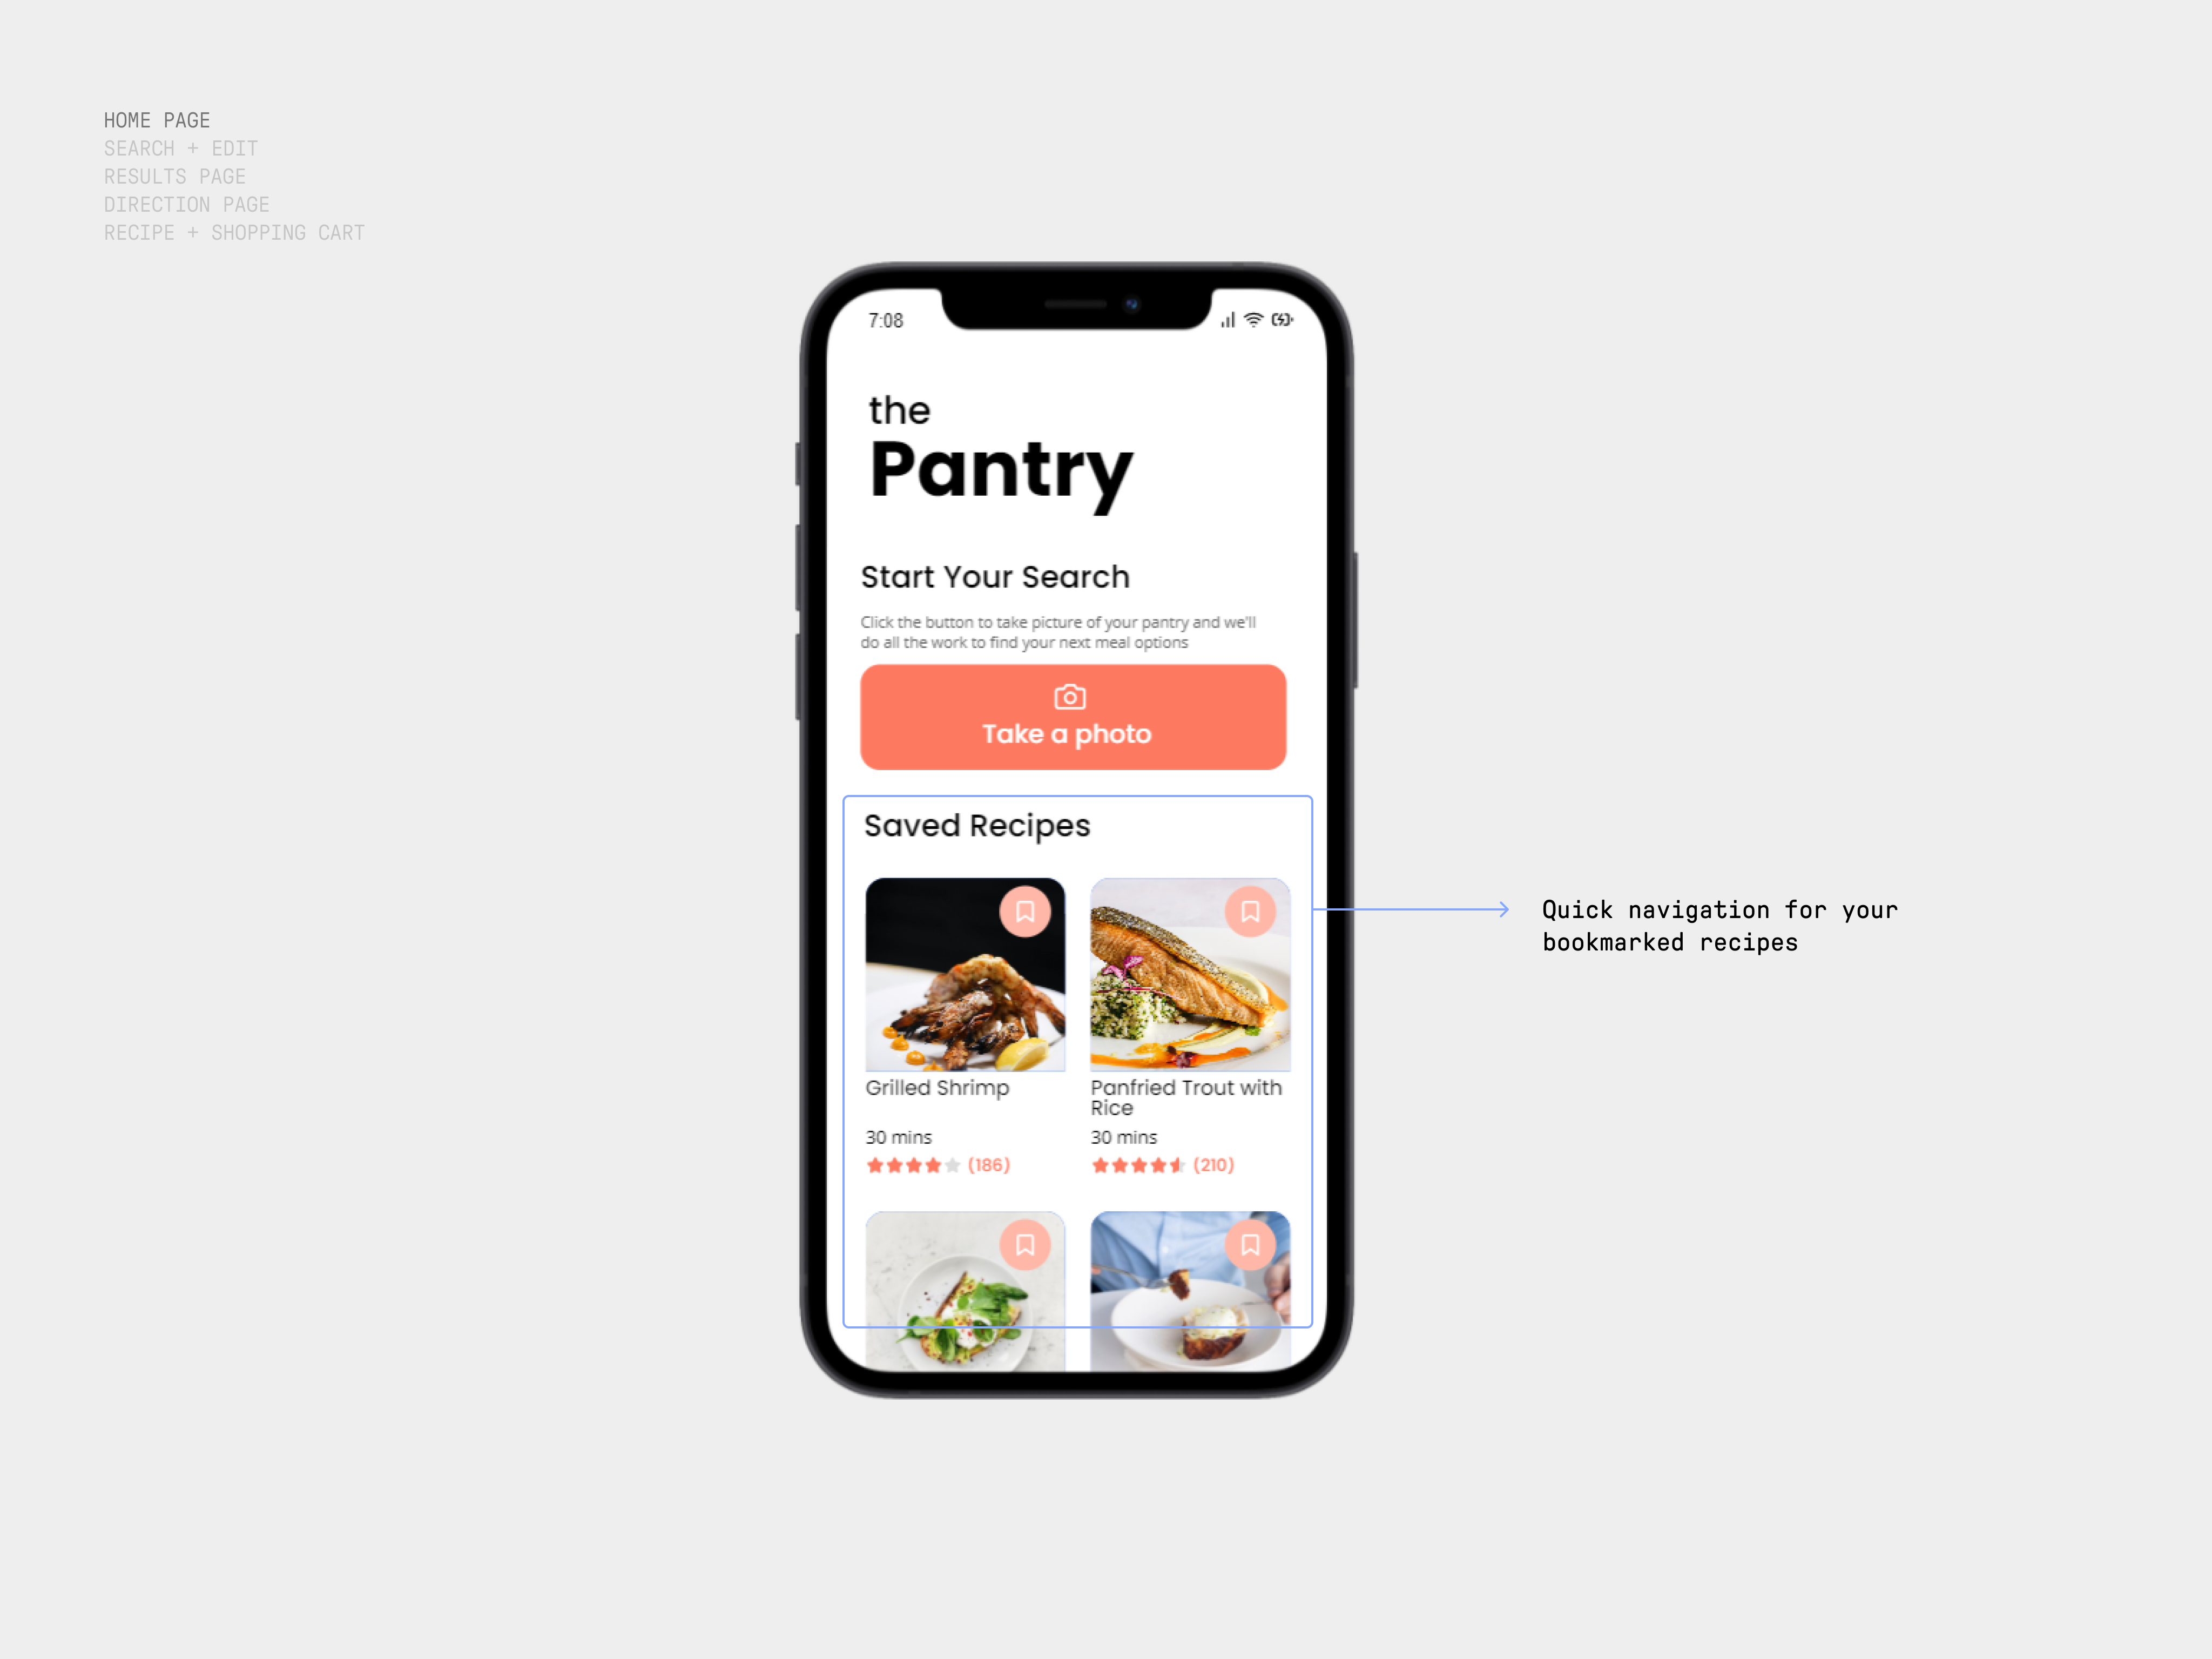 HOME PAGE
SEARCH + EDIT
RESULTS PAGE
DIRECTION PAGE
RECIPE + SHOPPING CART
7:08
the
Pantry
Start Your Search
Click the button to take picture of your pantry and we'll
do all the work to find your next meal options
Take a photo
Saved Recipes
Quick navigation for your
bookmarked recipes
Grilled Shrimp
30 mins
(186)
Panfried Trout with
Rice
30 mins
(210)